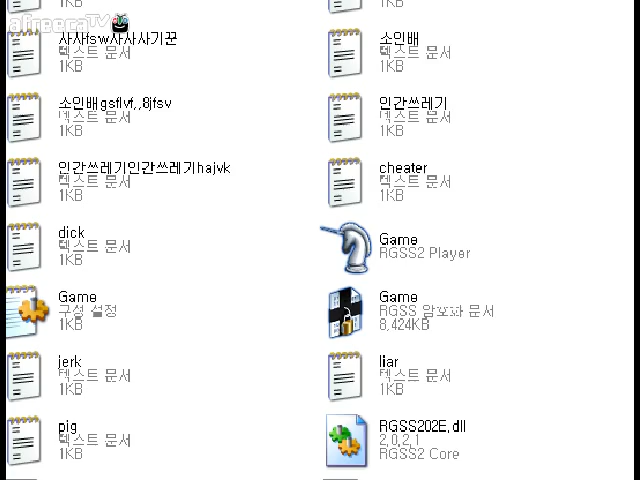 afreecaTV
1KB
1KB
사사fsw사사사기꾼
텍스트 문서
1KB
소인배
텍스트 문서
1KB
소인배gsflvf,,8jfsv
텍스트 문서
1KB
인간쓰레기
텍스트 문서
1KB
인간쓰레기인간쓰레기hajvk
텍스트 문서
1KB
cheater
텍스트 문서
1KB
dick
텍스트 문서
1KB
Game
RGSS2 Player
Game
구성 설정
1KB
Game
RGSS 암호화 문서
8,424KB
jerk
텍스트 문서
1KB
liar
텍스트 문서
1KB
pig
텍스트 문서
1KB
RGSS202E.dll
2,0,2,1
RGSS2 Core